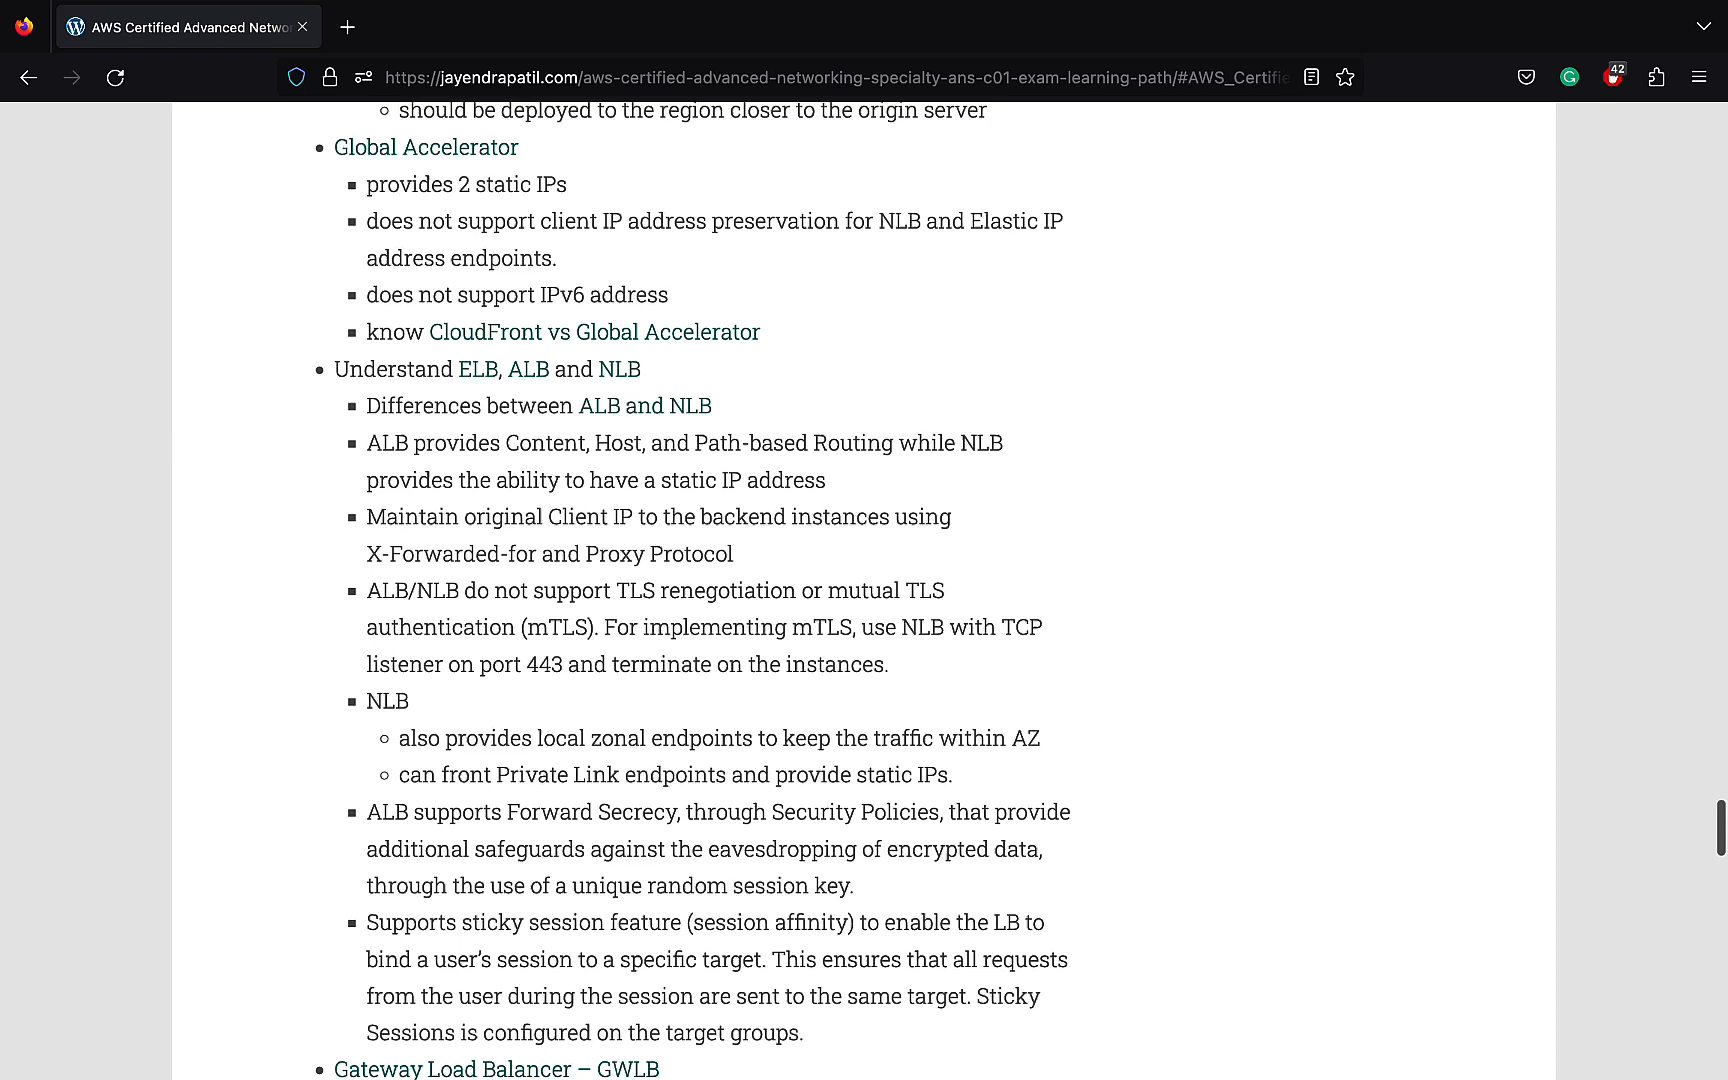 AWS Certified Advanced Netwo
https://jayendrapatil.com/aws-certified-advanced-networking-specialty-ans-c01-exam-learning-path/#AWS_Certifie
42
should be deployed to the region closer to the origin server
Global Accelerator
provides 2 static IPs
does not support client IP address preservation for NLB and Elastic IP
address endpoints.
does not support IPv6 address
know CloudFront vs Global Accelerator
Understand ELB, ALB and NLB
Differences between ALB and NLB
ALB provides Content, Host, and Path-based Routing while NLB
provides the ability to have a static IP address
Maintain original Client IP to the backend instances using
X-Forwarded-for and Proxy Protocol
ALB/NLB do not support TLS renegotiation or mutual TLS
authentication (mTLS). For implementing mTLS, use NLB with TCP
listener on port 443 and terminate on the instances.
NLB
also provides local zonal endpoints to keep the traffic within AZ
can front Private Link endpoints and provide static IPs.
ALB supports Forward Secrecy, through Security Policies, that provide
additional safeguards against the eavesdropping of encrypted data,
through the use of a unique random session key.
Supports sticky session feature (session affinity) to enable the LB to
bind a user’s session to a specific target. This ensures that all requests
from the user during the session are sent to the same target. Sticky
Sessions is configured on the target groups.
Gateway Load Balancer – GWLB